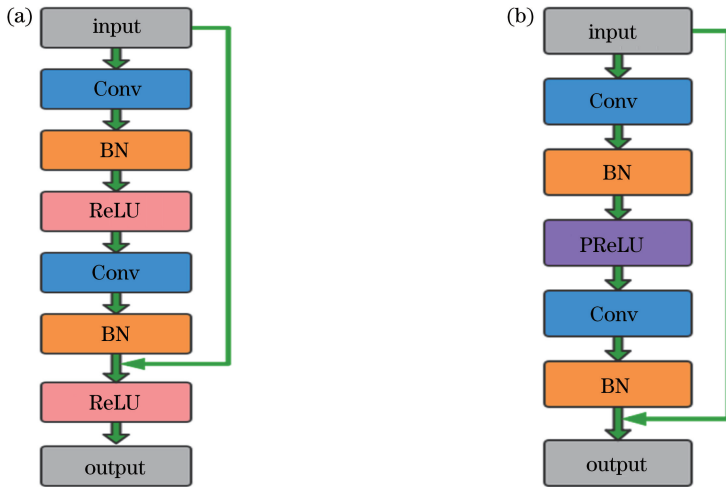 (a)
input
Conv
BN
ReLU
Conv
BN
ReLU
output
(b)
input
Conv
BN
PReLU
Conv
BN
output